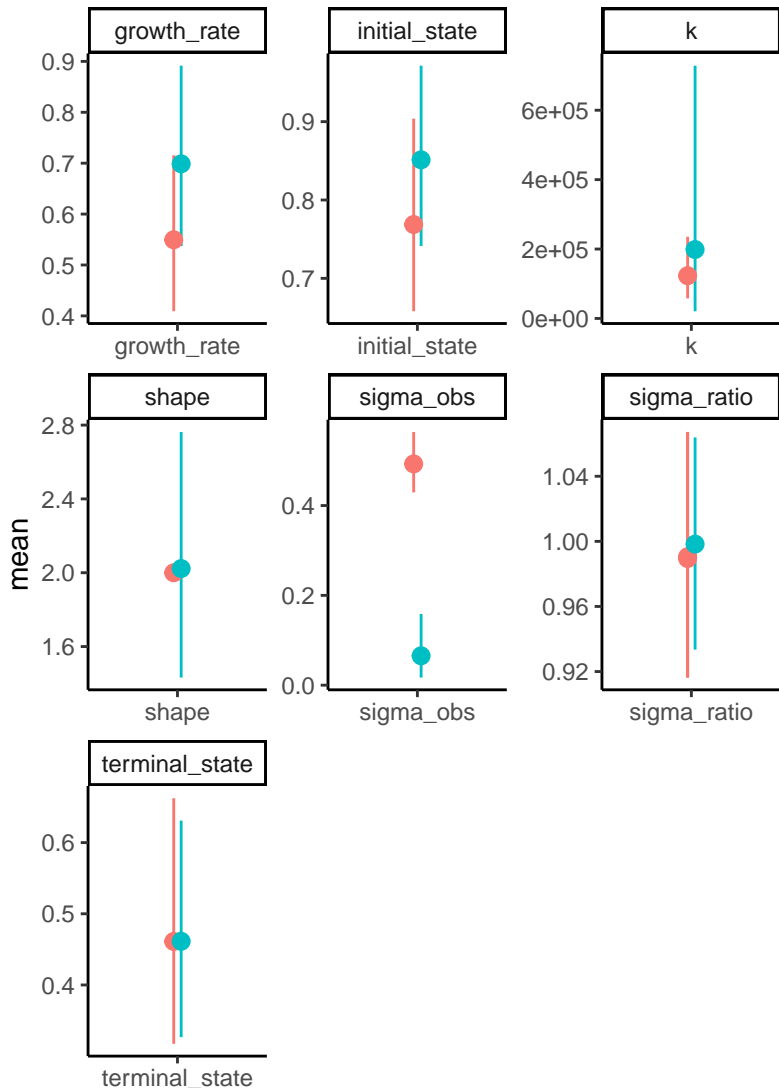 growth_rate
initial_state
k
0.9
0.8
0.7
0.6
0.5
0.4
growth_rate
0.9
0.8
0.7
initial_state
6e+05
4e+05
2e+05
0e+00
k
shape
sigma_obs
sigma_ratio
mean
2.8
2.4
2.0
1.6
shape
0.4
0.2
0.0
sigma_obs
1.04
1.00
0.96
0.92
sigma_ratio
terminal_state
0.6
0.5
0.4
terminal_state